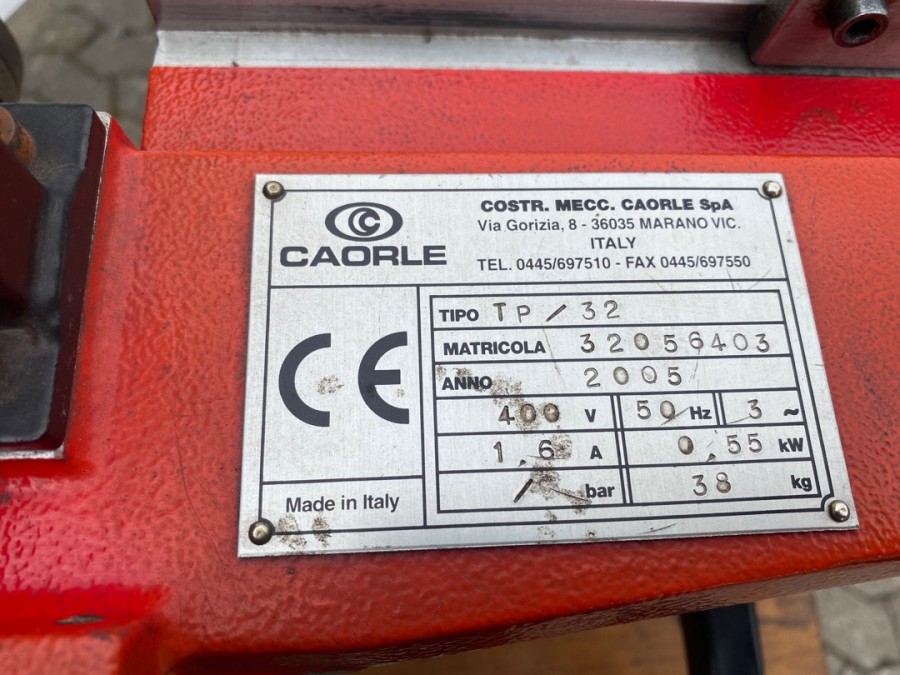 CAORLE
COSTR. MECC. CAORLE SpA
Via Gorizia, 8 - 36035 MARANO VIC.
ITALY
TEL. 0445/697510 - FAX 0445/697550
CE
Made in Italy
TIPO TP/32
MATRICOLA 32056403
ANNO 2005
400 V 50 Hz 3 ~
1,6 A 0,55 kW
/ bar 38 kg